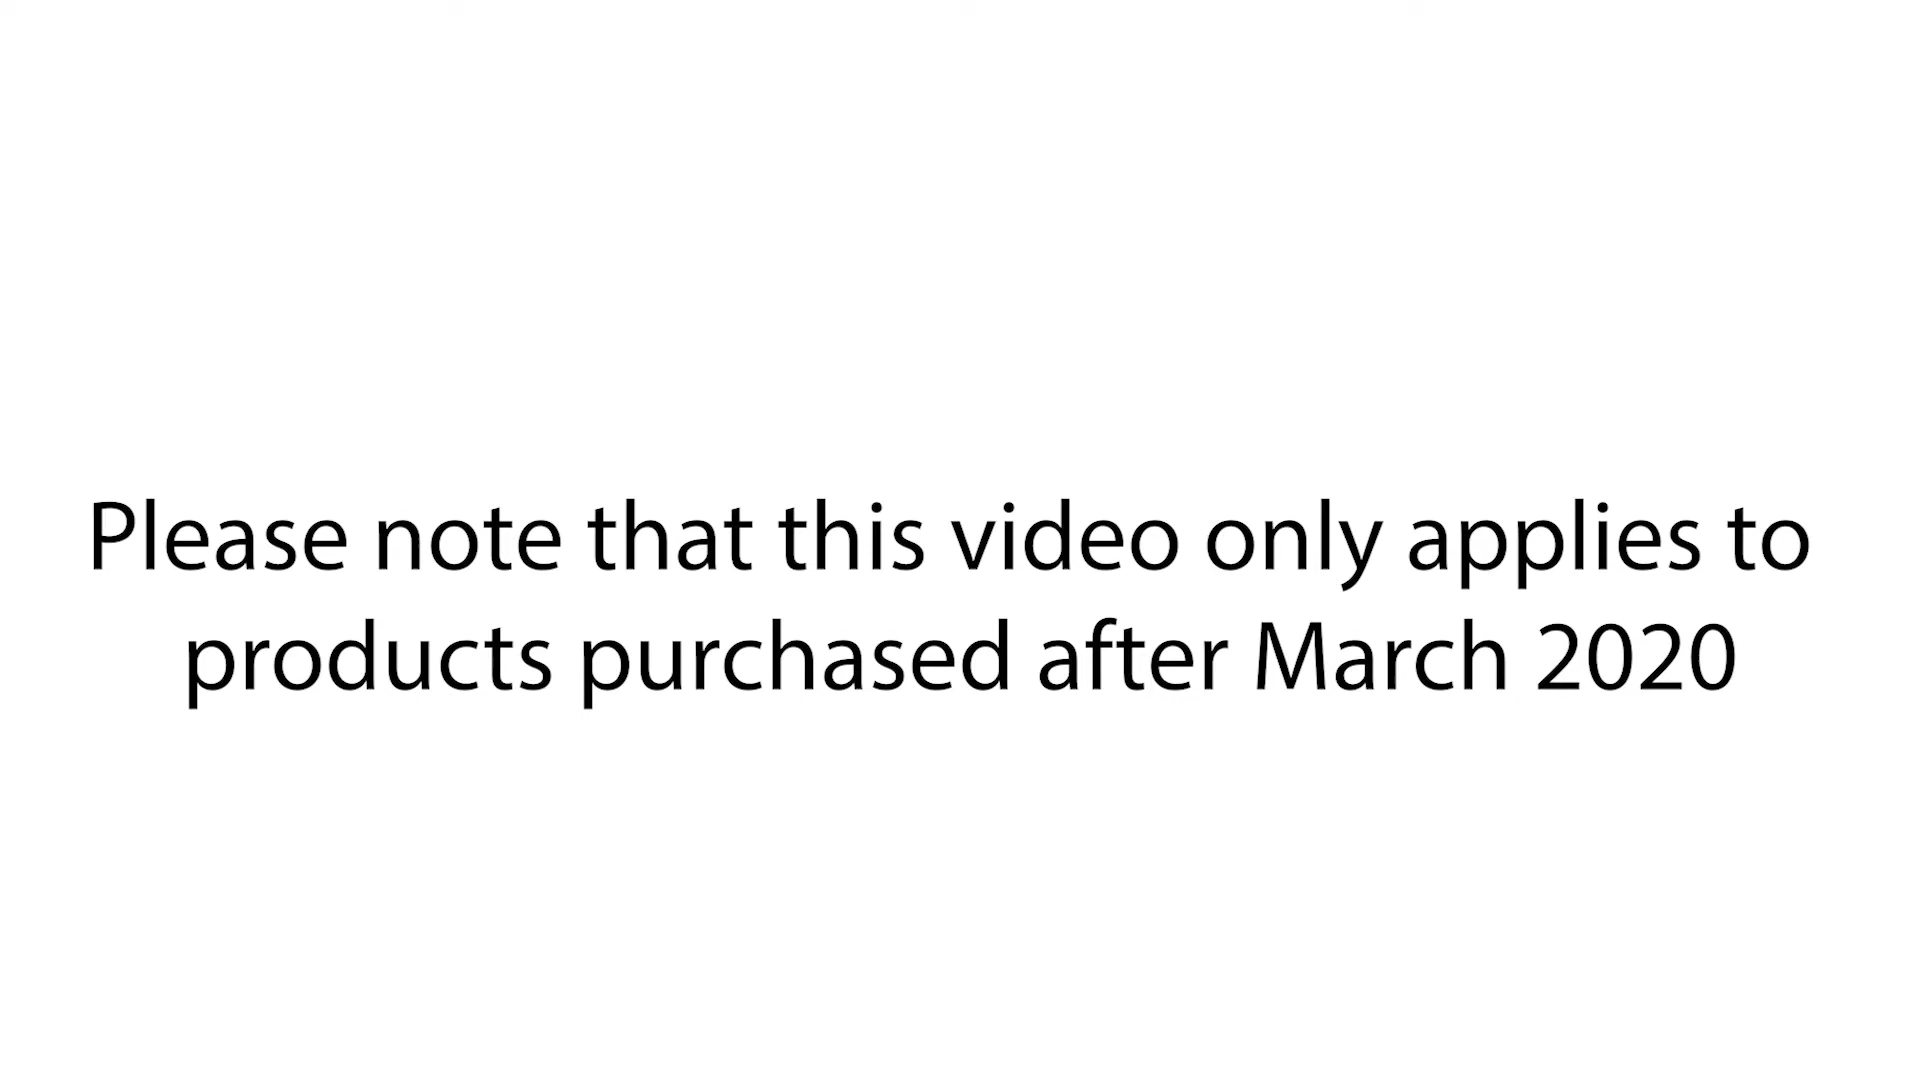 Please note that this video only applies to
products purchased after March 2020